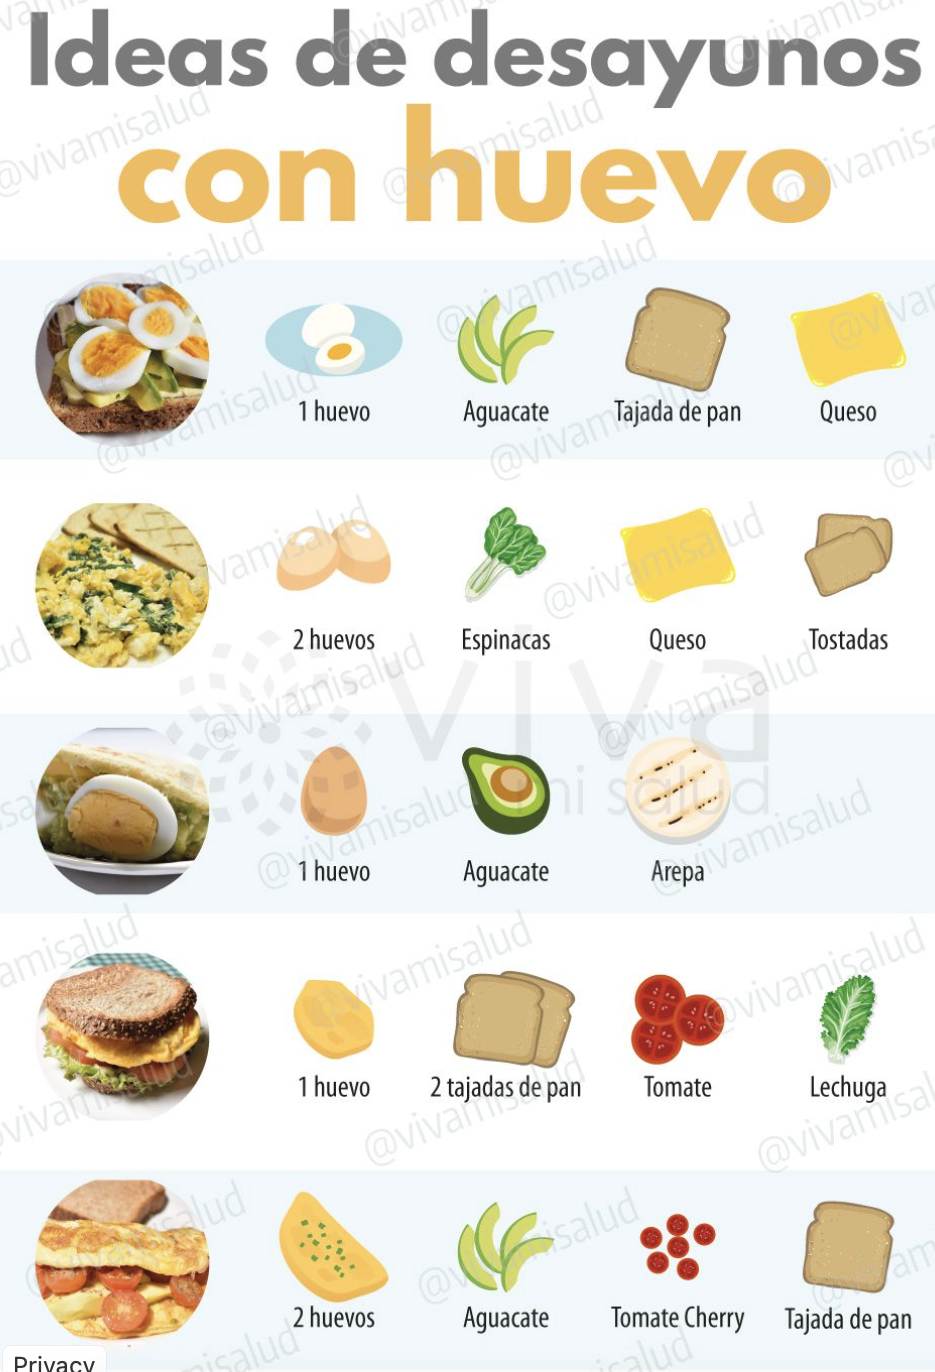 Ideas de desayunos
con huevo
1 huevo Aguacate Tajada de pan Queso
2 huevos Espinacas Queso Tostadas
viva
mi salud
1 huevo Aguacate Arepa
1 huevo 2 tajadas de pan Tomate Lechuga
2 huevos Aguacate Tomate Cherry Tajada de pan
Privacy
@vivamisalud